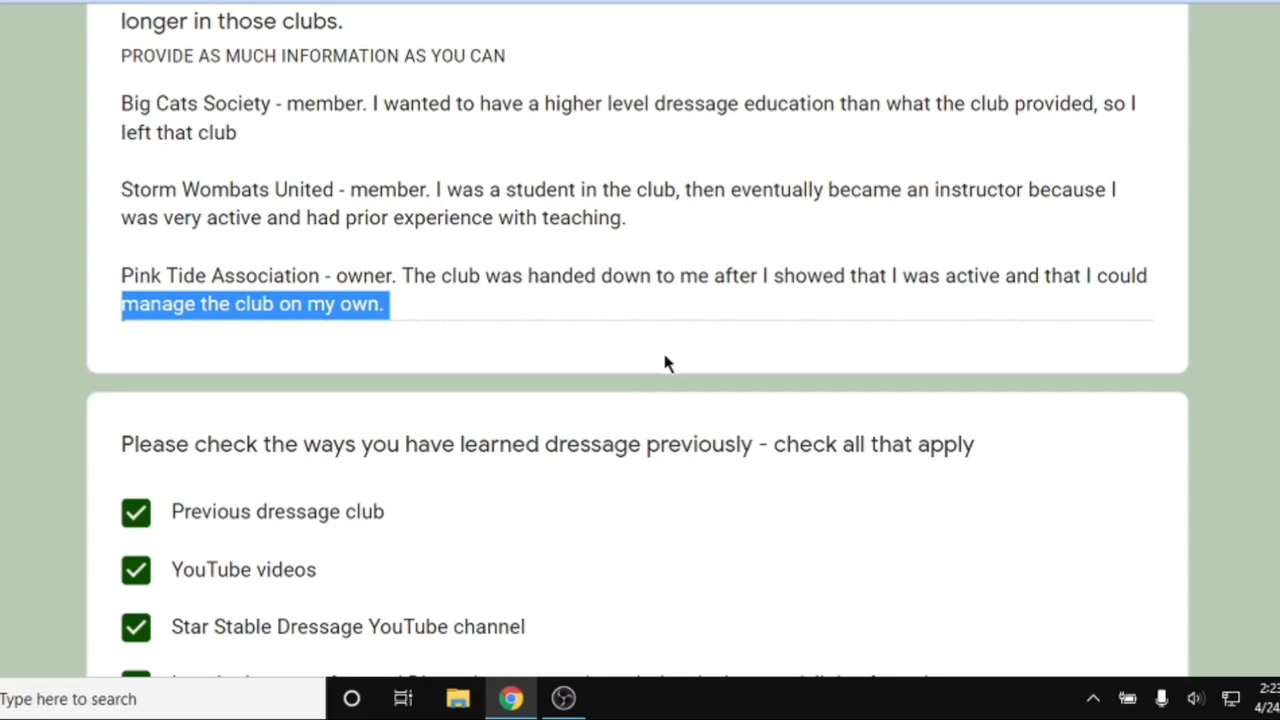 longer in those clubs.
PROVIDE AS MUCH INFORMATION AS YOU CAN
Big Cats Society - member. I wanted to have a higher level dressage education than what the club provided, so I
left that club
Storm Wombats United - member. I was a student in the club, then eventually became an instructor because I
was very active and had prior experience with teaching.
Pink Tide Association - owner. The club was handed down to me after I showed that I was active and that I could
manage the club on my own.
Please check the ways you have learned dressage previously - check all that apply
Previous dressage club
YouTube videos
Star Stable Dressage YouTube channel
Type here to search
2:23
4/24